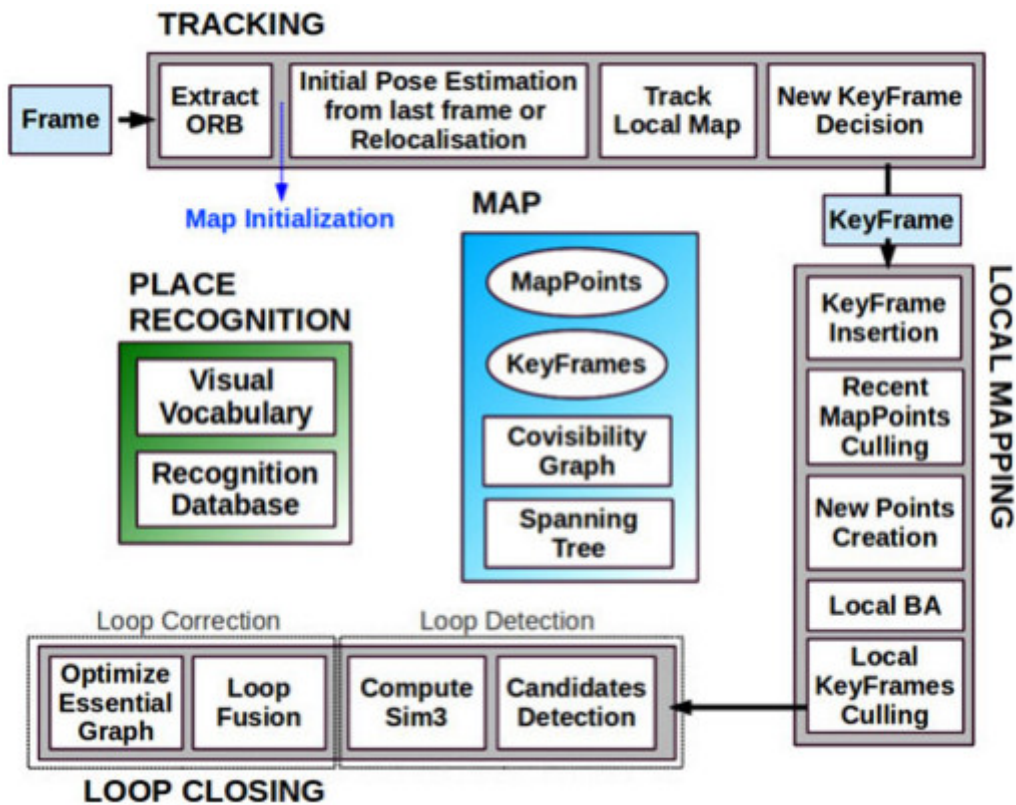 TRACKING
Frame
Extract
ORB
Initial Pose Estimation
from last frame or
Relocalisation
Track
Local Map
New KeyFrame
Decision
Map Initialization
MAP
KeyFrame
PLACE
RECOGNITION
Visual
Vocabulary
Recognition
Database
MapPoints
KeyFrames
Covisibility
Graph
Spanning
Tree
LOCAL MAPPING
KeyFrame
Insertion
Recent
MapPoints
Culling
New Points
Creation
Local BA
Local
KeyFrames
Culling
Loop Correction
Loop Detection
Optimize
Essential
Graph
Loop
Fusion
Compute
Sim3
Candidates
Detection
LOOP CLOSING